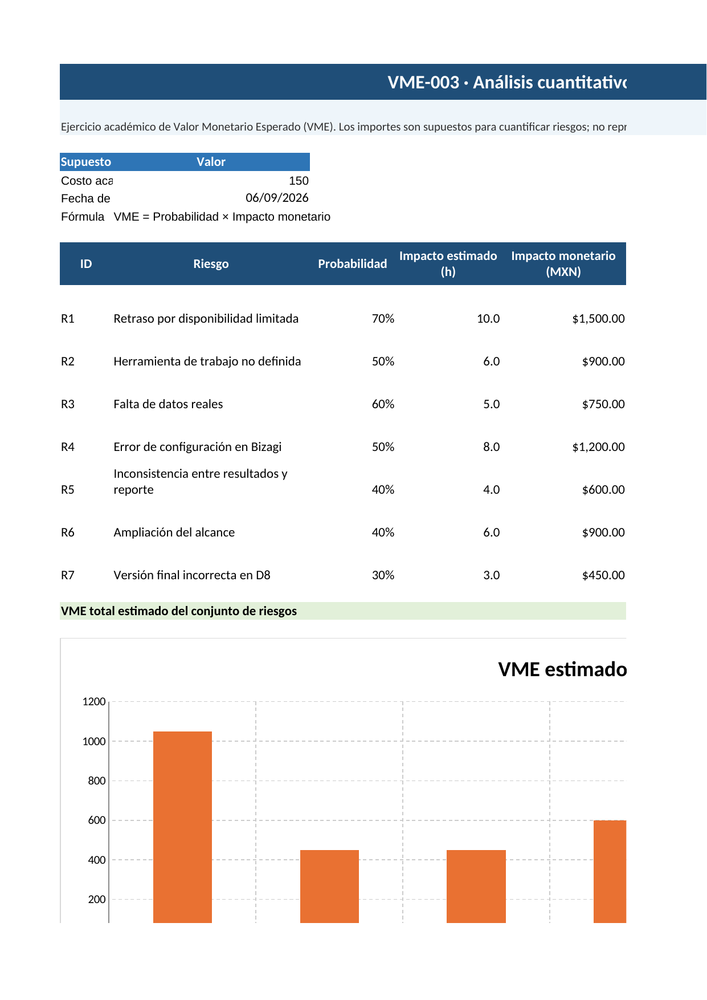 VME-003 · Análisis cuantitativo
Ejercicio académico de Valor Monetario Esperado (VME). Los importes son supuestos para cuantificar riesgos; no repr
Supuesto Valor
Costo aca 150
Fecha de 06/09/2026
Fórmula VME = Probabilidad × Impacto monetario
ID Riesgo Probabilidad Impacto estimado (h) Impacto monetario (MXN)
R1 Retraso por disponibilidad limitada 70% 10.0 $1,500.00
R2 Herramienta de trabajo no definida 50% 6.0 $900.00
R3 Falta de datos reales 60% 5.0 $750.00
R4 Error de configuración en Bizagi 50% 8.0 $1,200.00
R5 Inconsistencia entre resultados y reporte 40% 4.0 $600.00
R6 Ampliación del alcance 40% 6.0 $900.00
R7 Versión final incorrecta en D8 30% 3.0 $450.00
VME total estimado del conjunto de riesgos
VME estimado
1200
1000
800
600
400
200